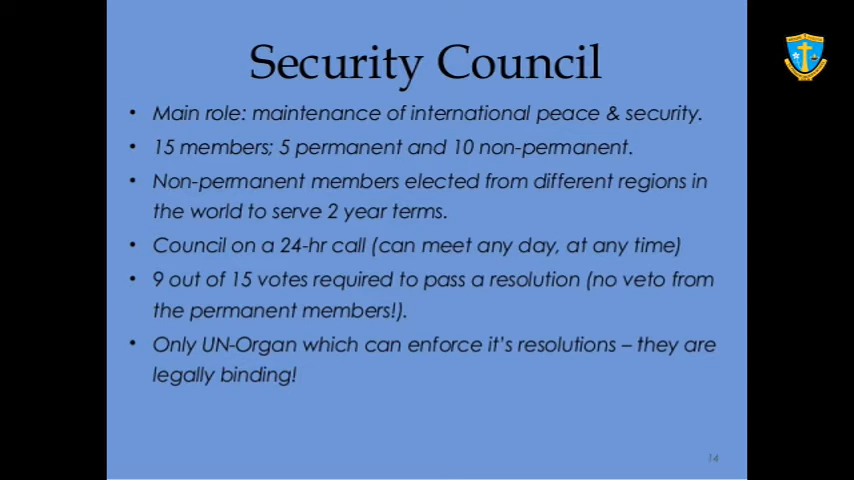 Security Council
• Main role: maintenance of international peace & security.
• 15 members; 5 permanent and 10 non-permanent.
• Non-permanent members elected from different regions in
the world to serve 2 year terms.
• Council on a 24-hr call (can meet any day, at any time)
• 9 out of 15 votes required to pass a resolution (no veto from
the permanent members!).
• Only UN-Organ which can enforce it's resolutions – they are
legally binding!
14